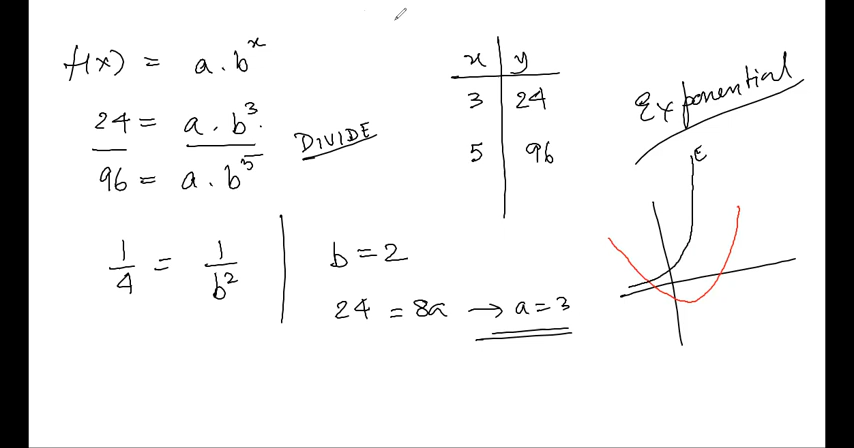 f(x) = a.b^x
24 = a.b^3.
96 = a.b^5
DIVIDE
1/4 = 1/b^2
b = 2
24 = 8a → a = 3
x y
3 24
5 96
Exponential
E